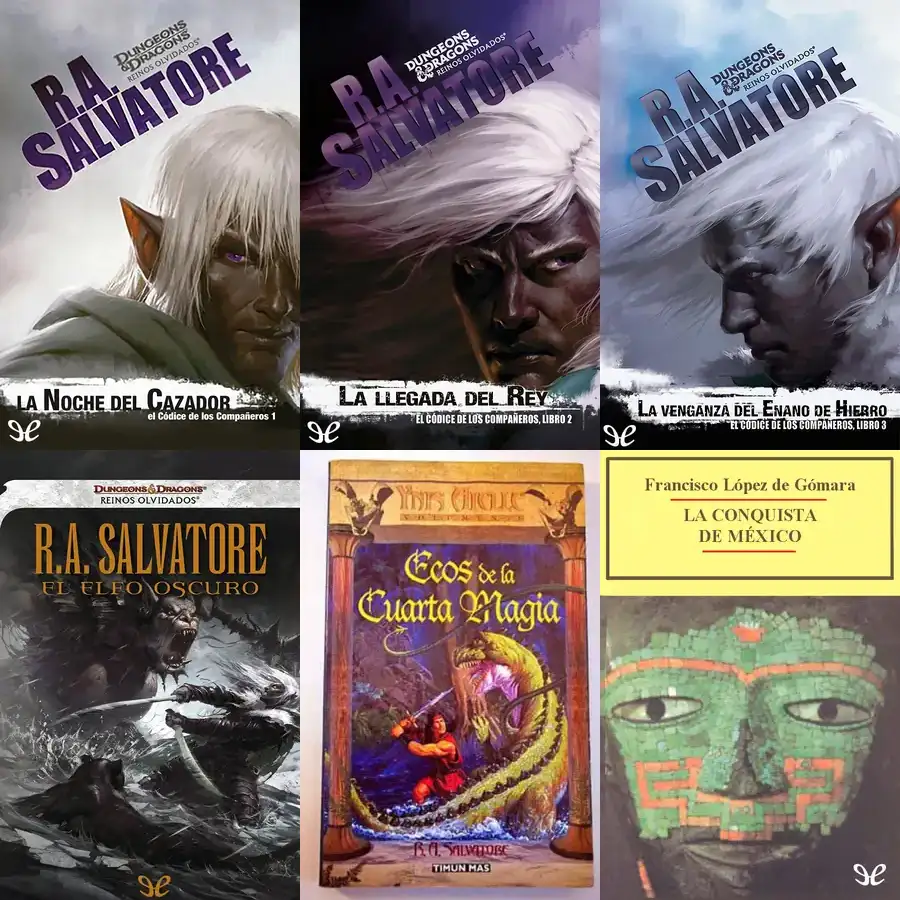 R.A.
SALVATORE
DUNGEONS
& DRAGONS
REINOS OLVIDADOS®
LA NOCHE DEL CAZADOR
el Códice de los Compañeros 1
R.A.
SALVATORE
DUNGEONS
& DRAGONS
REINOS OLVIDADOS®
LA LLEGADA DEL REY
EL CÓDICE DE LOS COMPAÑEROS, LIBRO 2
R.A.
SALVATORE
DUNGEONS
& DRAGONS
REINOS OLVIDADOS®
LA VENGANZA DEL ENANO DE HIERRO
EL CÓDICE DE LOS COMPAÑEROS, LIBRO 3
DUNGEONS & DRAGONS®
REINOS OLVIDADOS®
R.A. SALVATORE
EL ELFO OSCURO
Ecos de la
Cuarta Magia
R. A. SALVATORE
TIMUN MAS
Francisco López de Gómara
LA CONQUISTA
DE MÉXICO